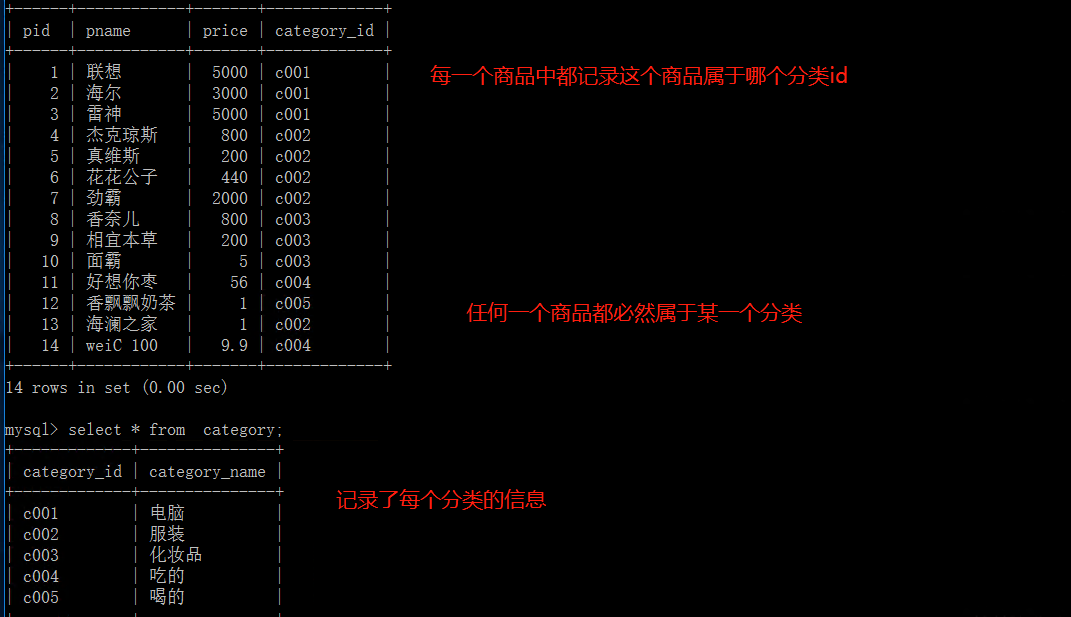 +------+-------------+-------+-------------+
| pid  | pname       | price | category_id |
+------+-------------+-------+-------------+
|    1 | 联想        |  5000 | c001        | 每一个商品中都记录这个商品属于哪个分类id
|    2 | 海尔        |  3000 | c001        |
|    3 | 雷神        |  5000 | c001        |
|    4 | 杰克琼斯    |   800 | c002        |
|    5 | 真维斯      |   200 | c002        |
|    6 | 花花公子    |   440 | c002        |
|    7 | 劲霸        |  2000 | c002        |
|    8 | 香奈儿      |   800 | c003        |
|    9 | 相宜本草    |   200 | c003        |
|   10 | 面霸        |     5 | c003        |
|   11 | 好想你枣    |    56 | c004        |
|   12 | 香飘飘奶茶  |     1 | c005        | 任何一个商品都必然属于某一个分类
|   13 | 海澜之家    |     1 | c002        |
|   14 | weiC 100    |   9.9 | c004        |
+------+-------------+-------+-------------+
14 rows in set (0.00 sec)
mysql> select * from  category;
+-------------+---------------+
| category_id | category_name |
+-------------+---------------+
| c001        | 电脑          | 记录了每个分类的信息
| c002        | 服装          |
| c003        | 化妆品        |
| c004        | 吃的          |
| c005        | 喝的          |